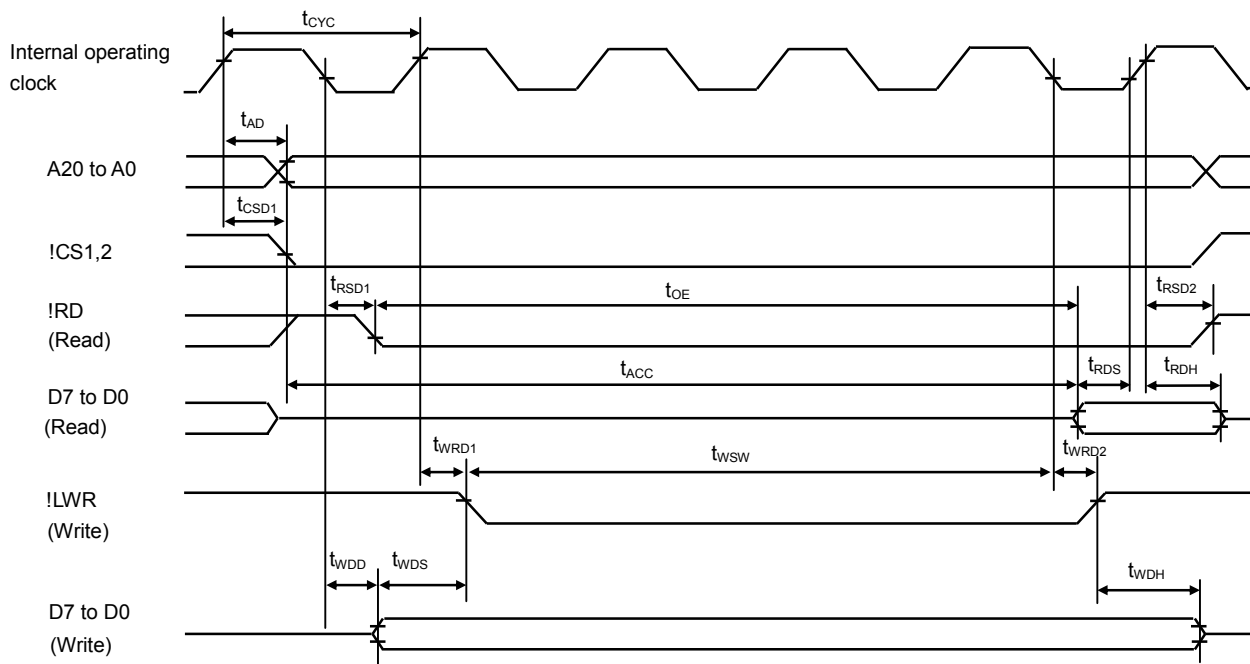 tCYC
Internal operating
clock
tAD
A20 to A0
tCSD1
!CS1,2
tRSD1
tOE
tRSD2
!RD
(Read)
tACC
tRDS
tRDH
D7 to D0
(Read)
tWRD1
tWSW
tWRD2
!LWR
(Write)
tWDD
tWDS
tWDH
D7 to D0
(Write)